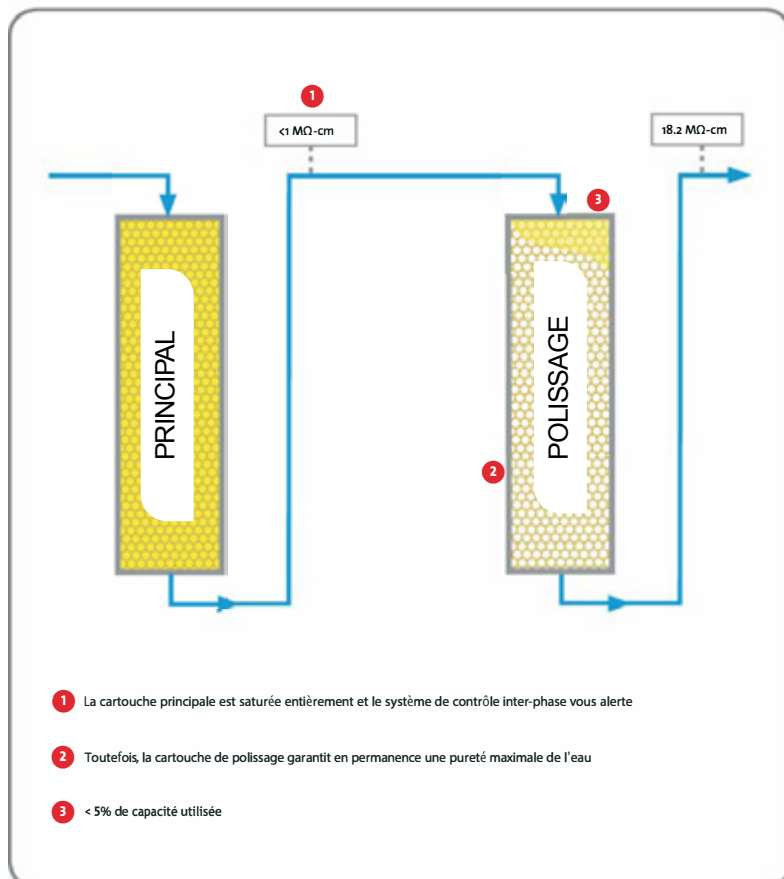 1
<1 MΩ-cm
18.2 MΩ-cm
3
PRINCIPAL
POLISSAGE
2
1 La cartouche principale est saturée entièrement et le système de contrôle inter-phase vous alerte
2 Toutefois, la cartouche de polissage garantit en permanence une pureté maximale de l'eau
3 < 5% de capacité utilisée